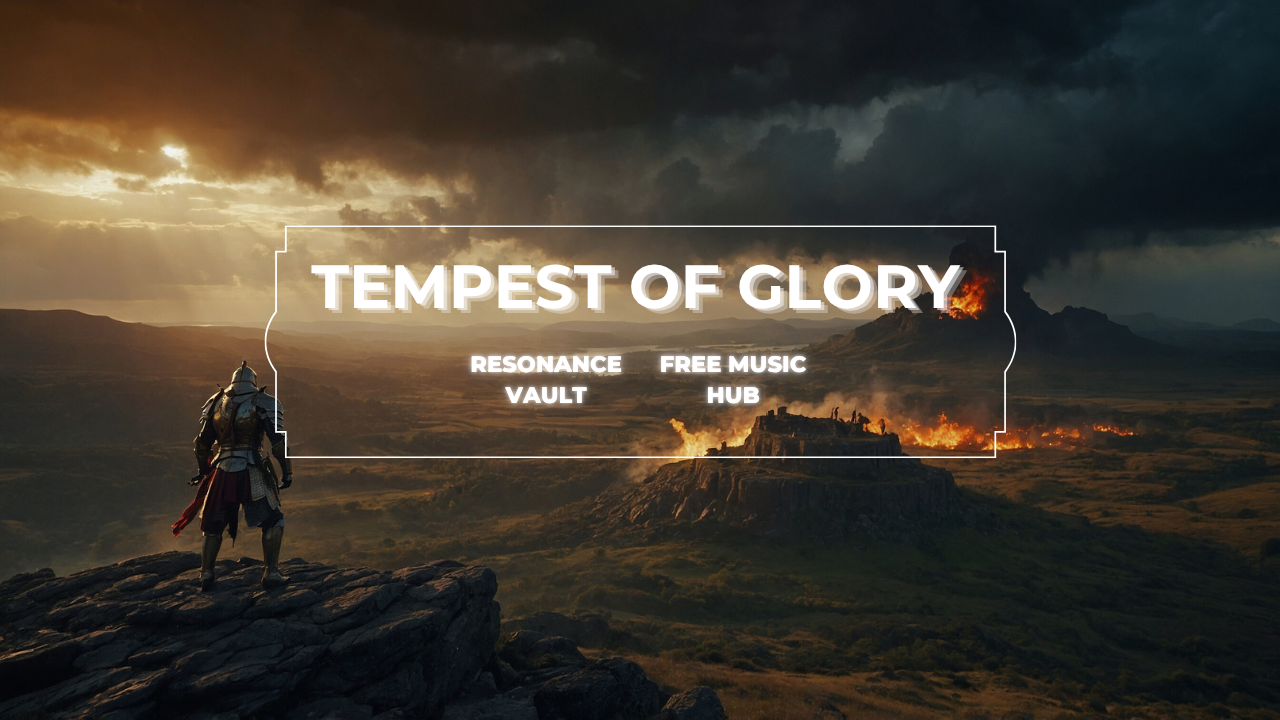 TEMPEST OF GLORY
RESONANCE
VAULT
FREE MUSIC
HUB